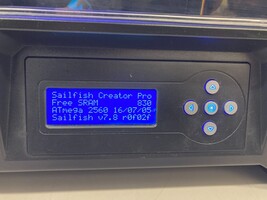 Sailfish Creator Pro
Free SRAM 830
ATmega 2560 16/07/05
Sailfish v7.8 r0f02f